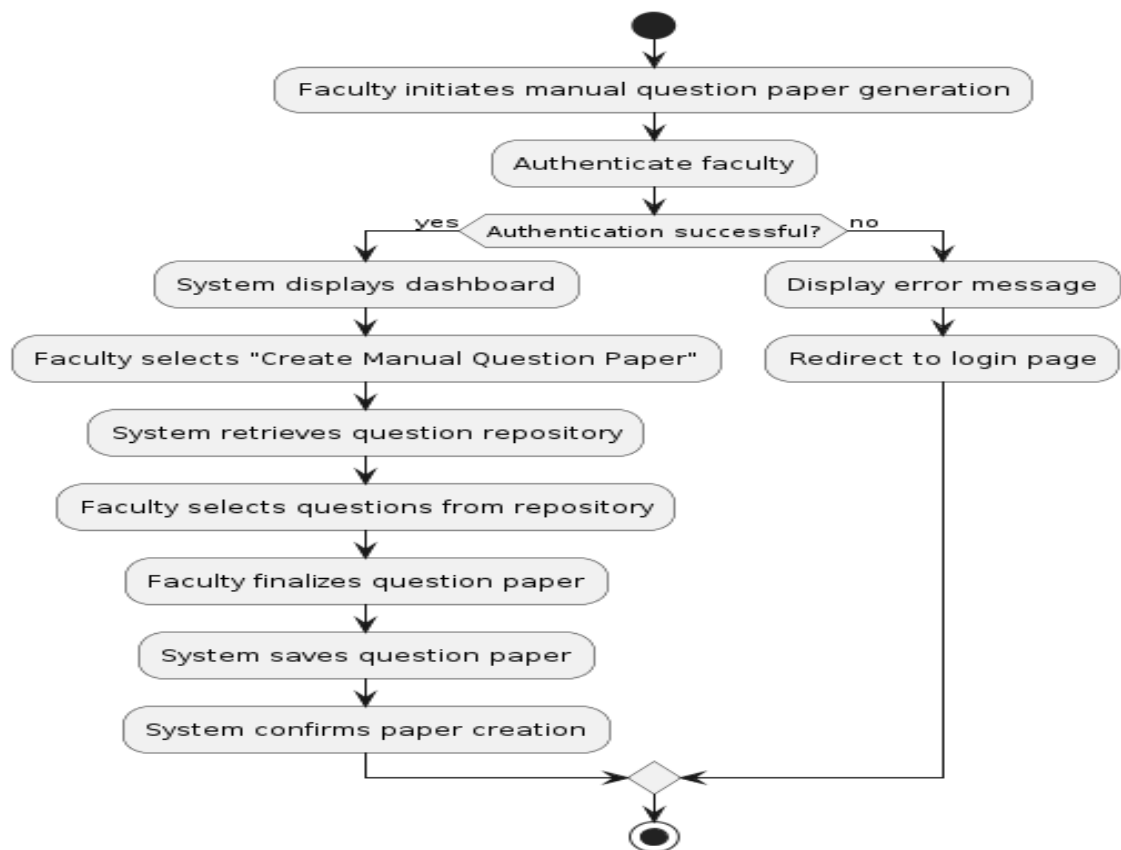 Faculty initiates manual question paper generation
Authenticate faculty
yes
Authentication successful?
no
System displays dashboard
Display error message
Faculty selects "Create Manual Question Paper"
Redirect to login page
System retrieves question repository
Faculty selects questions from repository
Faculty finalizes question paper
System saves question paper
System confirms paper creation